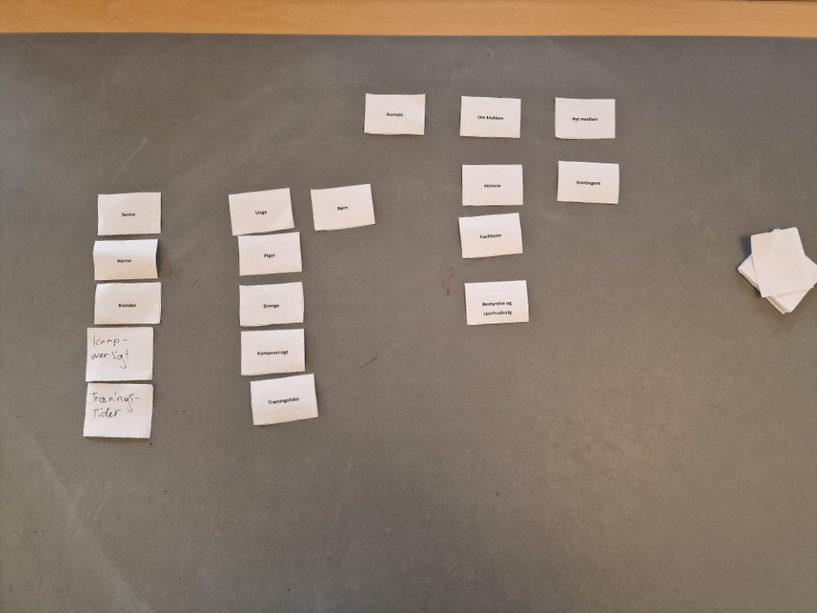 Kontakt
Om klubben
Nyt medlem
Historie
Kontingent
Faciliteter
Bestyrelse og
sportsudvalg
Senior
Herrer
Kvinder
Kamp-
oversigt
Trænings-
tider
Unge
Børn
Piger
Drenge
Kampoversigt
Træningstider